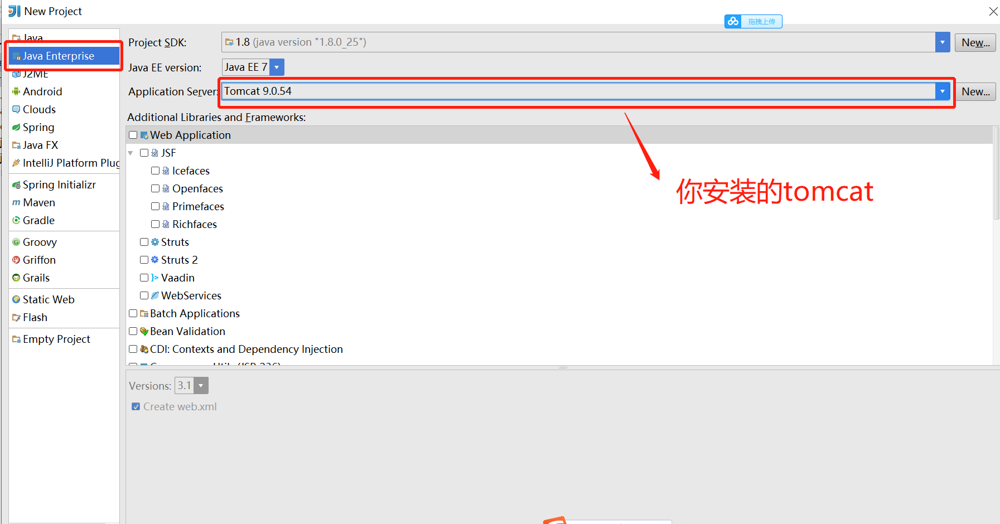 New Project
拖拽上传
Java
Java Enterprise
J2ME
Android
Clouds
Spring
Java FX
IntelliJ Platform Plug
Spring Initializr
Maven
Gradle
Groovy
Griffon
Grails
Static Web
Flash
Empty Project
Project SDK: 1.8 (java version "1.8.0_25") New...
Java EE version: Java EE 7
Application Server: Tomcat 9.0.54 New...
Additional Libraries and Frameworks:
Web Application
JSF
Icefaces
Openfaces
Primefaces
Richfaces
Struts
Struts 2
Vaadin
WebServices
Batch Applications
Bean Validation
CDI: Contexts and Dependency Injection
你安装的tomcat
Versions: 3.1
Create web.xml